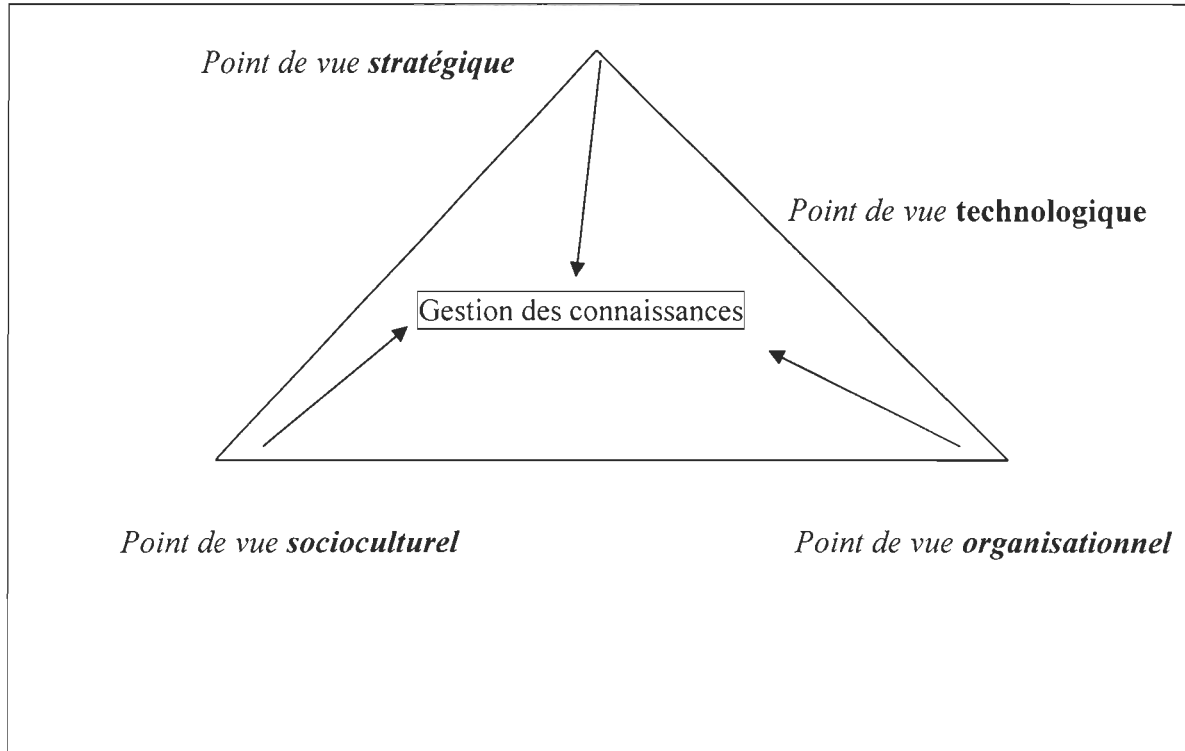 Point de vue stratégique
Point de vue technologique
Gestion des connaissances
Point de vue socioculturel
Point de vue organisationnel